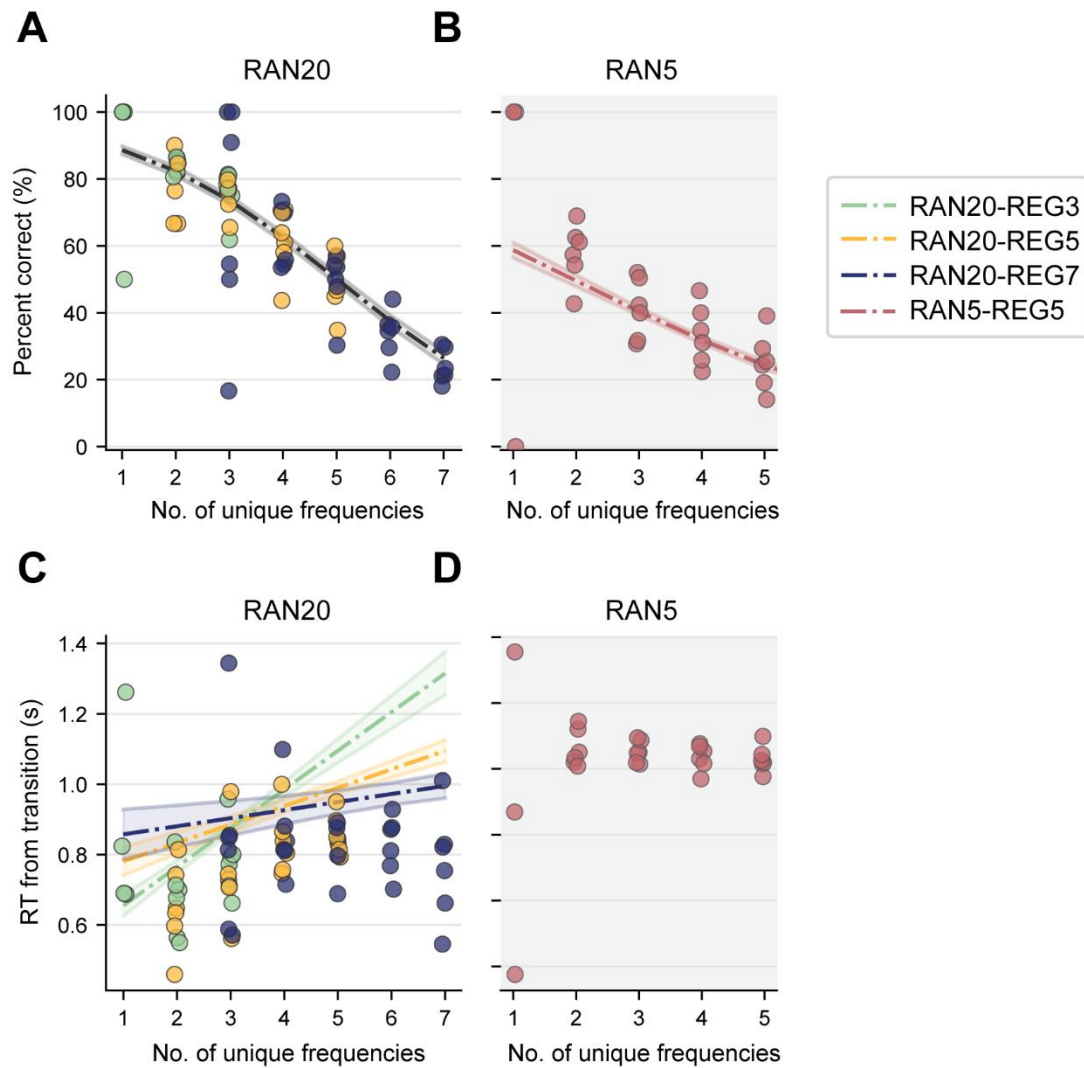 A
B
RAN20
RAN5
Percent correct (%)
100
80
60
40
20
0
1 2 3 4 5 6 7
No. of unique frequencies
1 2 3 4 5
No. of unique frequencies
RAN20-REG3
RAN20-REG5
RAN20-REG7
RAN5-REG5
C
D
RAN20
RAN5
RT from transition (s)
1.4
1.2
1.0
0.8
0.6
1 2 3 4 5 6 7
No. of unique frequencies
1 2 3 4 5
No. of unique frequencies